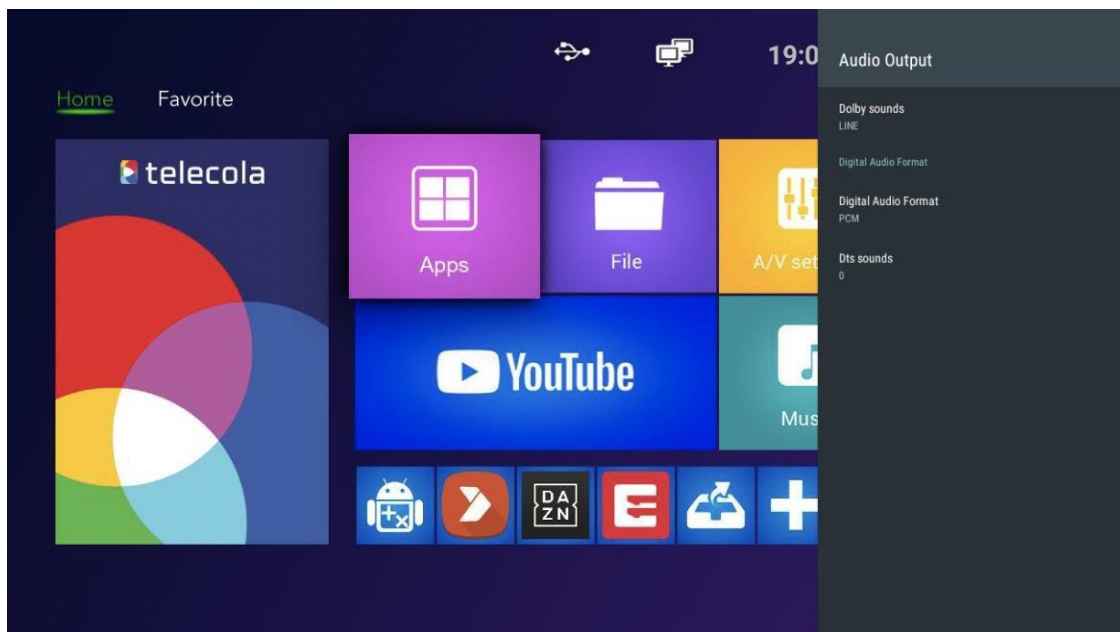 19:0
Home
Favorite
telecola
Apps
File
A/V set
YouTube
Mus
DA
ZN
Audio Output
Dolby sounds
LINE
Digital Audio Format
Digital Audio Format
PCM
Dts sounds
0